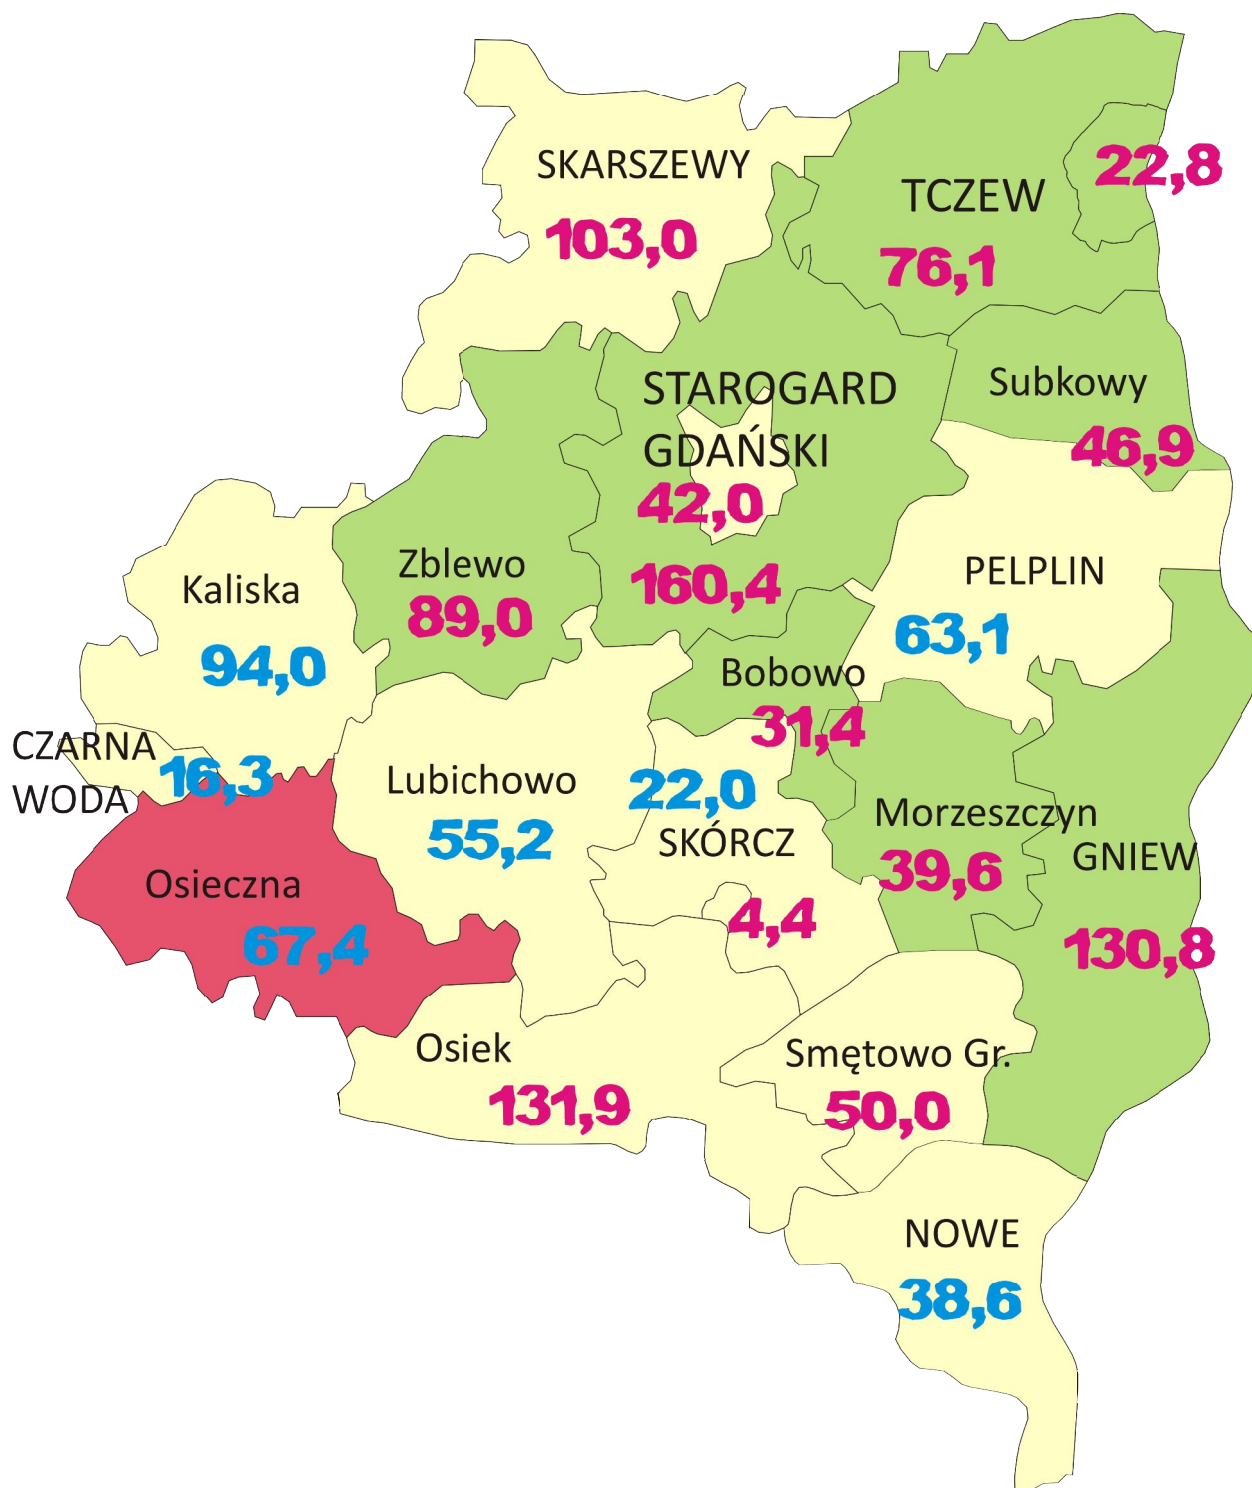 SKARSZEWY
103,0
TCZEW
22,8
76,1
STAROGARD
GDAŃSKI
42,0
160,4
Subkowy
46,9
Zblewo
89,0
Kaliska
94,0
PELPLIN
63,1
Bobowo
31,4
CZARNA
WODA
16,3
Lubichowo
55,2
22,0
SKÓRCZ
4,4
Morzeszczyn
39,6
GNIEW
130,8
Osieczna
67,4
Osiek
131,9
Smętowo Gr.
50,0
NOWE
38,6